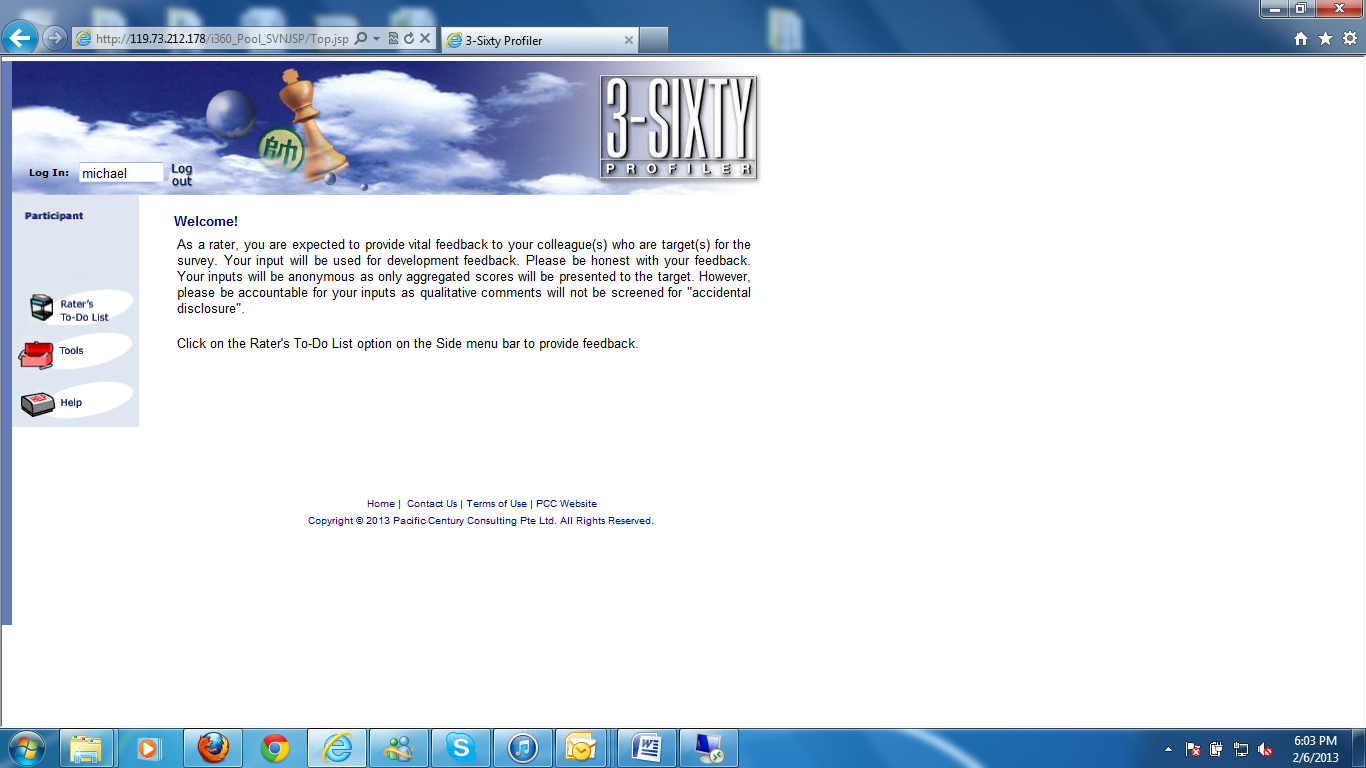 http://119.73.212.178/i360_Pool_SVNJSP/Top.jsp
3-Sixty Profiler
3-SIXTY
PROFILER
Log In: michael Log out
Participant
Welcome!
As a rater, you are expected to provide vital feedback to your colleague(s) who are target(s) for the
survey. Your input will be used for development feedback. Please be honest with your feedback.
Your inputs will be anonymous as only aggregated scores will be presented to the target. However,
please be accountable for your inputs as qualitative comments will not be screened for "accidental
disclosure".
Click on the Rater's To-Do List option on the Side menu bar to provide feedback.
Rater's
To-Do List
Tools
HELP
Help
Home | Contact Us | Terms of Use | PCC Website
Copyright © 2013 Pacific Century Consulting Pte Ltd. All Rights Reserved.
6:03 PM
2/6/2013